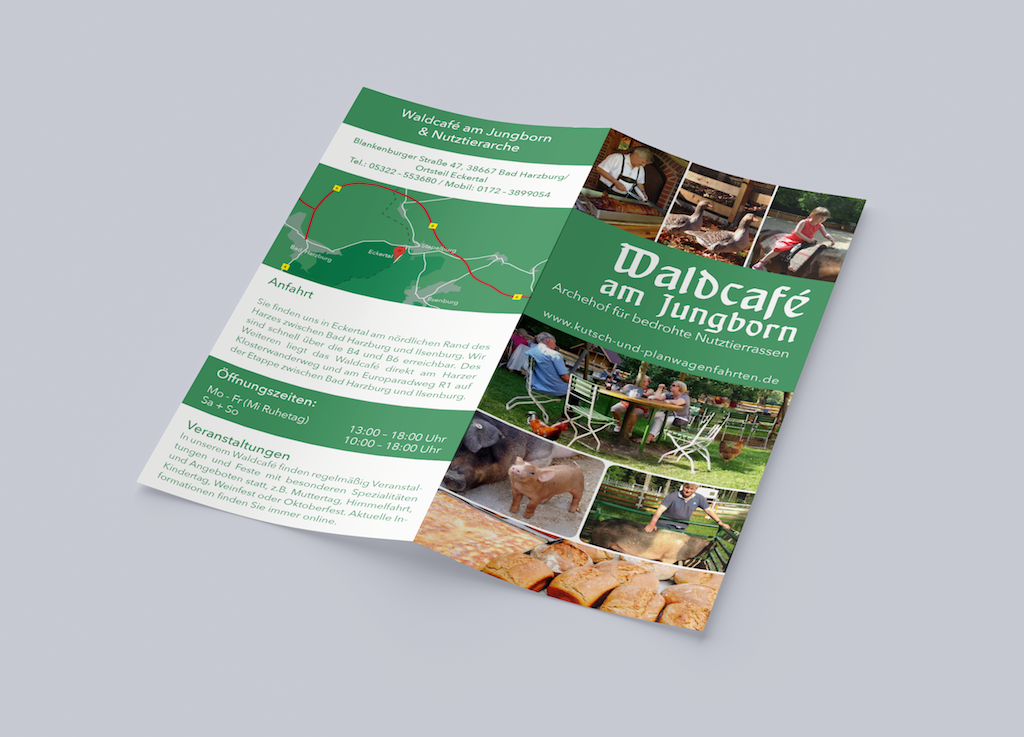 Waldcafé am Jungborn
& Nutztierarche
Blankenburger Straße 47, 38667 Bad Harzburg/
Ortsteil Eckertal
Tel.: 05322 - 553680 / Mobil: 0172 - 3899054
Bad Harzburg
Eckertal
Stapelburg
Ilsenburg
Anfahrt
Sie finden uns in Eckertal am nördlichen Rand des
Harzes zwischen Bad Harzburg und Ilsenburg. Wir
sind schnell über die B4 und B6 erreichbar. Des
Weiteren liegt das Waldcafé direkt am Harzer
Klosterwanderweg und am Europaradweg R1 auf
der Etappe zwischen Bad Harzburg und Ilsenburg.
Öffnungszeiten:
Mo - Fr (Mi Ruhetag) 13:00 – 18:00 Uhr
Sa + So 10:00 – 18:00 Uhr
Veranstaltungen
In unserem Waldcafé finden regelmäßig Veranstal-
tungen und Feste mit besonderen Spezialitäten
und Angeboten statt, z.B. Muttertag, Himmelfahrt,
Kindertag, Weinfest oder Oktoberfest. Aktuelle In-
formationen finden Sie immer online.
Waldcafé
am Jungborn
Archehof für bedrohte Nutztierrassen
www.kutsch-und-planwagenfahrten.de